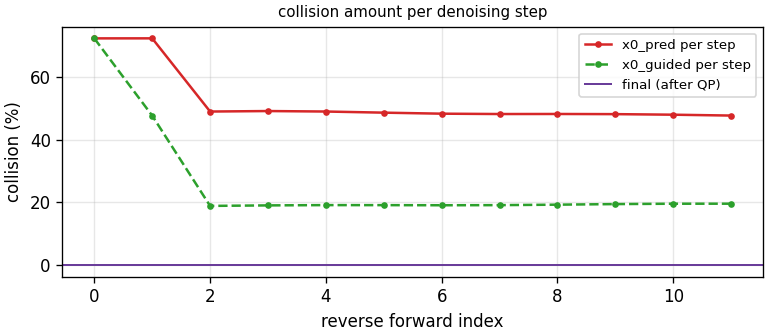 collision amount per denoising step
x0_pred per step
x0_guided per step
final (after QP)
collision (%)
60
40
20
0
0 2 4 6 8 10
reverse forward index